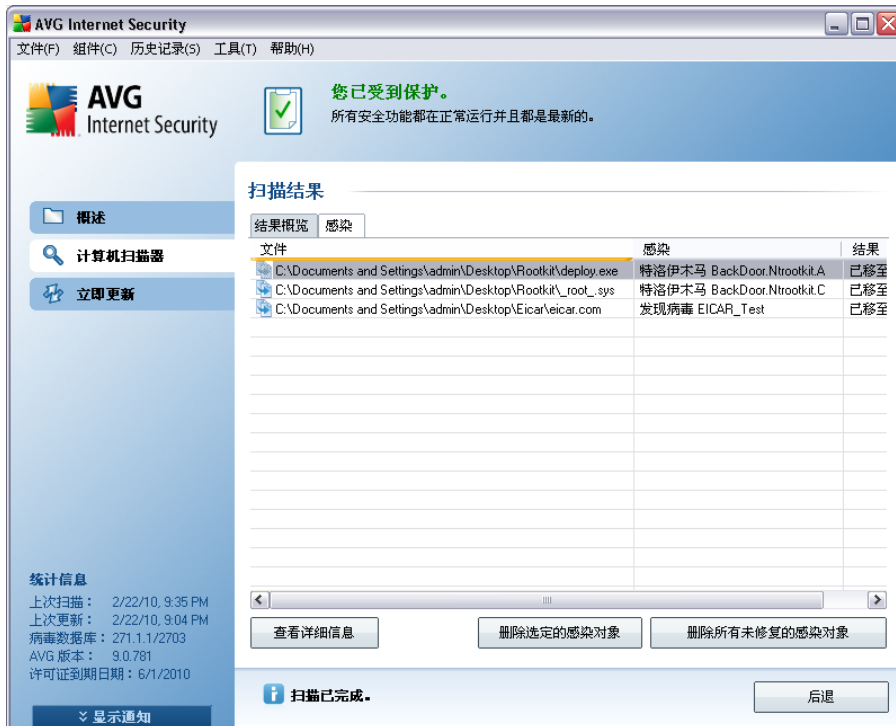 AVG Internet Security
文件(F) 组件(C) 历史记录(S) 工具(T) 帮助(H)
AVG
Internet Security
您已受到保护。
所有安全功能都在正常运行并且都是最新的。
概述
计算机扫描器
立即更新
扫描结果
结果概览 感染
文件 感染 结果
C:\Documents and Settings\admin\Desktop\Rootkit\deploy.exe 特洛伊木马 BackDoor.Ntrootkit.A 已移至
C:\Documents and Settings\admin\Desktop\Rootkit\_root_.sys 特洛伊木马 BackDoor.Ntrootkit.C 已移至
C:\Documents and Settings\admin\Desktop\Eicar\eicar.com 发现病毒 EICAR_Test 已移至
统计信息
上次扫描： 2/22/10, 9:35 PM
上次更新： 2/22/10, 9:04 PM
病毒数据库：271.1.1/2703
AVG 版本： 9.0.781
许可证到期日期：6/1/2010
显示通知
查看详细信息 删除选定的感染对象 删除所有未修复的感染对象
扫描已完成。
后退